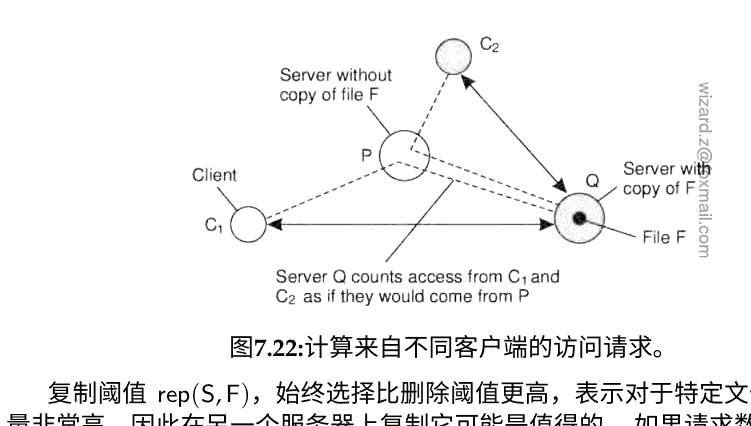 C2
Server without
copy of file F
P
Client
Q
Server with
copy of F
C1
File F
Server Q counts access from C1 and
C2 as if they would come from P
wizard.z@foxmail.com
图7.22:计算来自不同客户端的访问请求。
复制阈值 rep(S,F)，始终选择比删除阈值更高，表示对于特定文
量非常高，因此在另一个服务器上复制它可能是值得的。 如果请求数